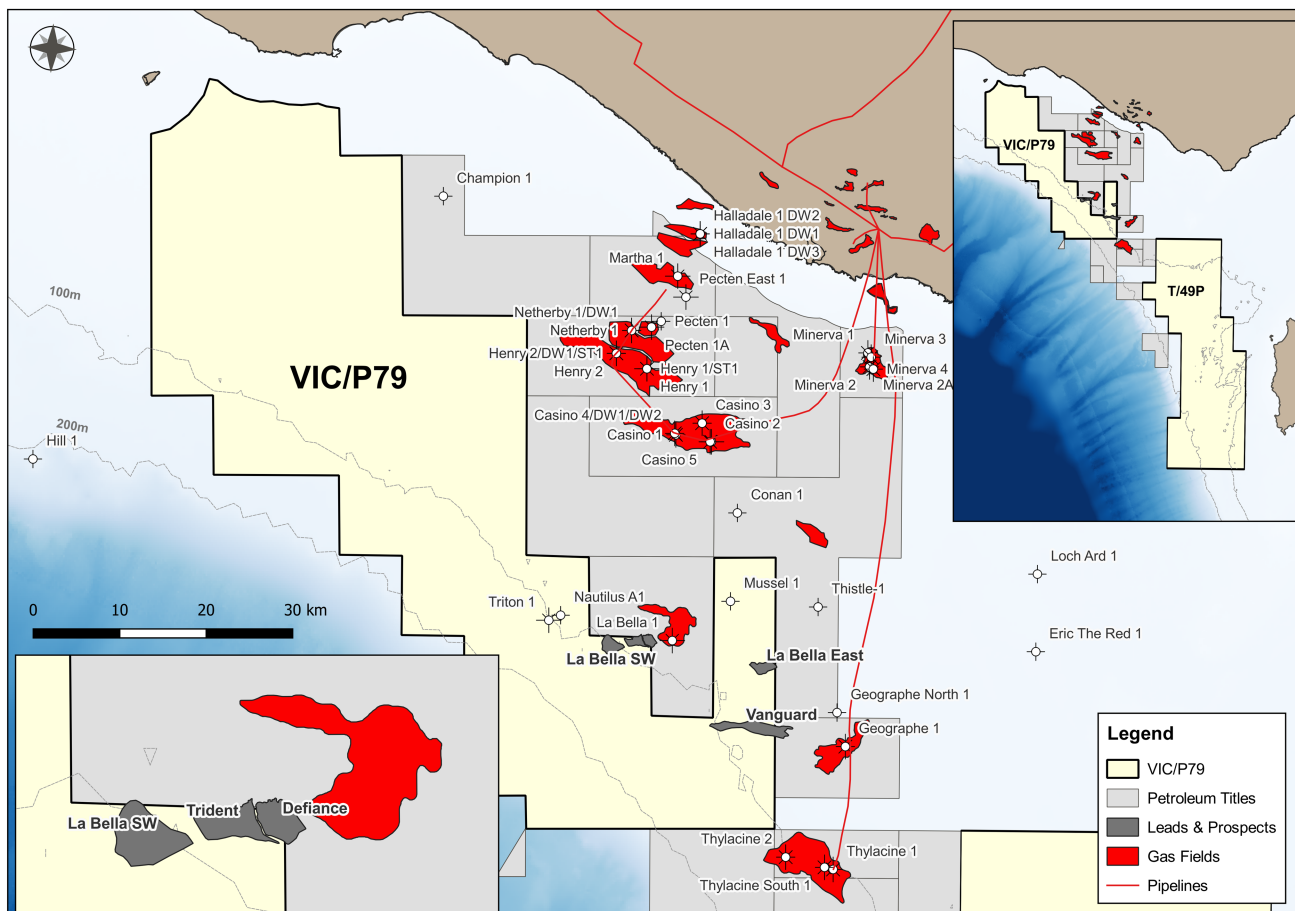 Champion 1
Halladale 1 DW2
Halladale 1 DW1
Halladale 1 DW3
Martha 1
Pecten East 1
100m
Netherby 1/DW1
Netherby 1
Pecten 1
Pecten 1A
Minerva 1
Minerva 3
Henry 2/DW1/ST1
Henry 2
Henry 1/ST1
Henry 1
Minerva 4
Minerva 2
Minerva 2A
VIC/P79
200m
Hill 1
Casino 3
Casino 4/DW1/DW2
Casino 2
Casino 1
Casino 5
Conan 1
Loch Ard 1
Mussel 1
Thistle-1
Triton 1
Nautilus A1
La Bella 1
La Bella SW
La Bella East
Eric The Red 1
0 10 20 30 km
Geographe North 1
Vanguard
Geographe 1
Thylacine 2
Thylacine 1
Thylacine South 1
VIC/P79
T/49P
La Bella SW
Trident
Defiance
Legend
VIC/P79
Petroleum Titles
Leads & Prospects
Gas Fields
Pipelines